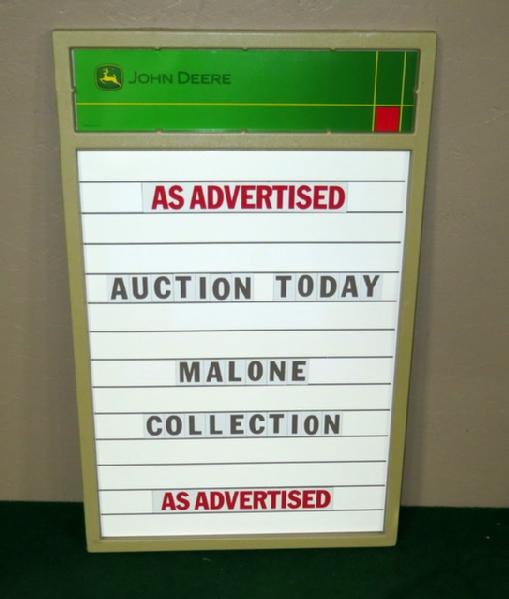 JOHN DEERE
AS ADVERTISED
AUCTION TODAY
MALONE
COLLECTION
AS ADVERTISED